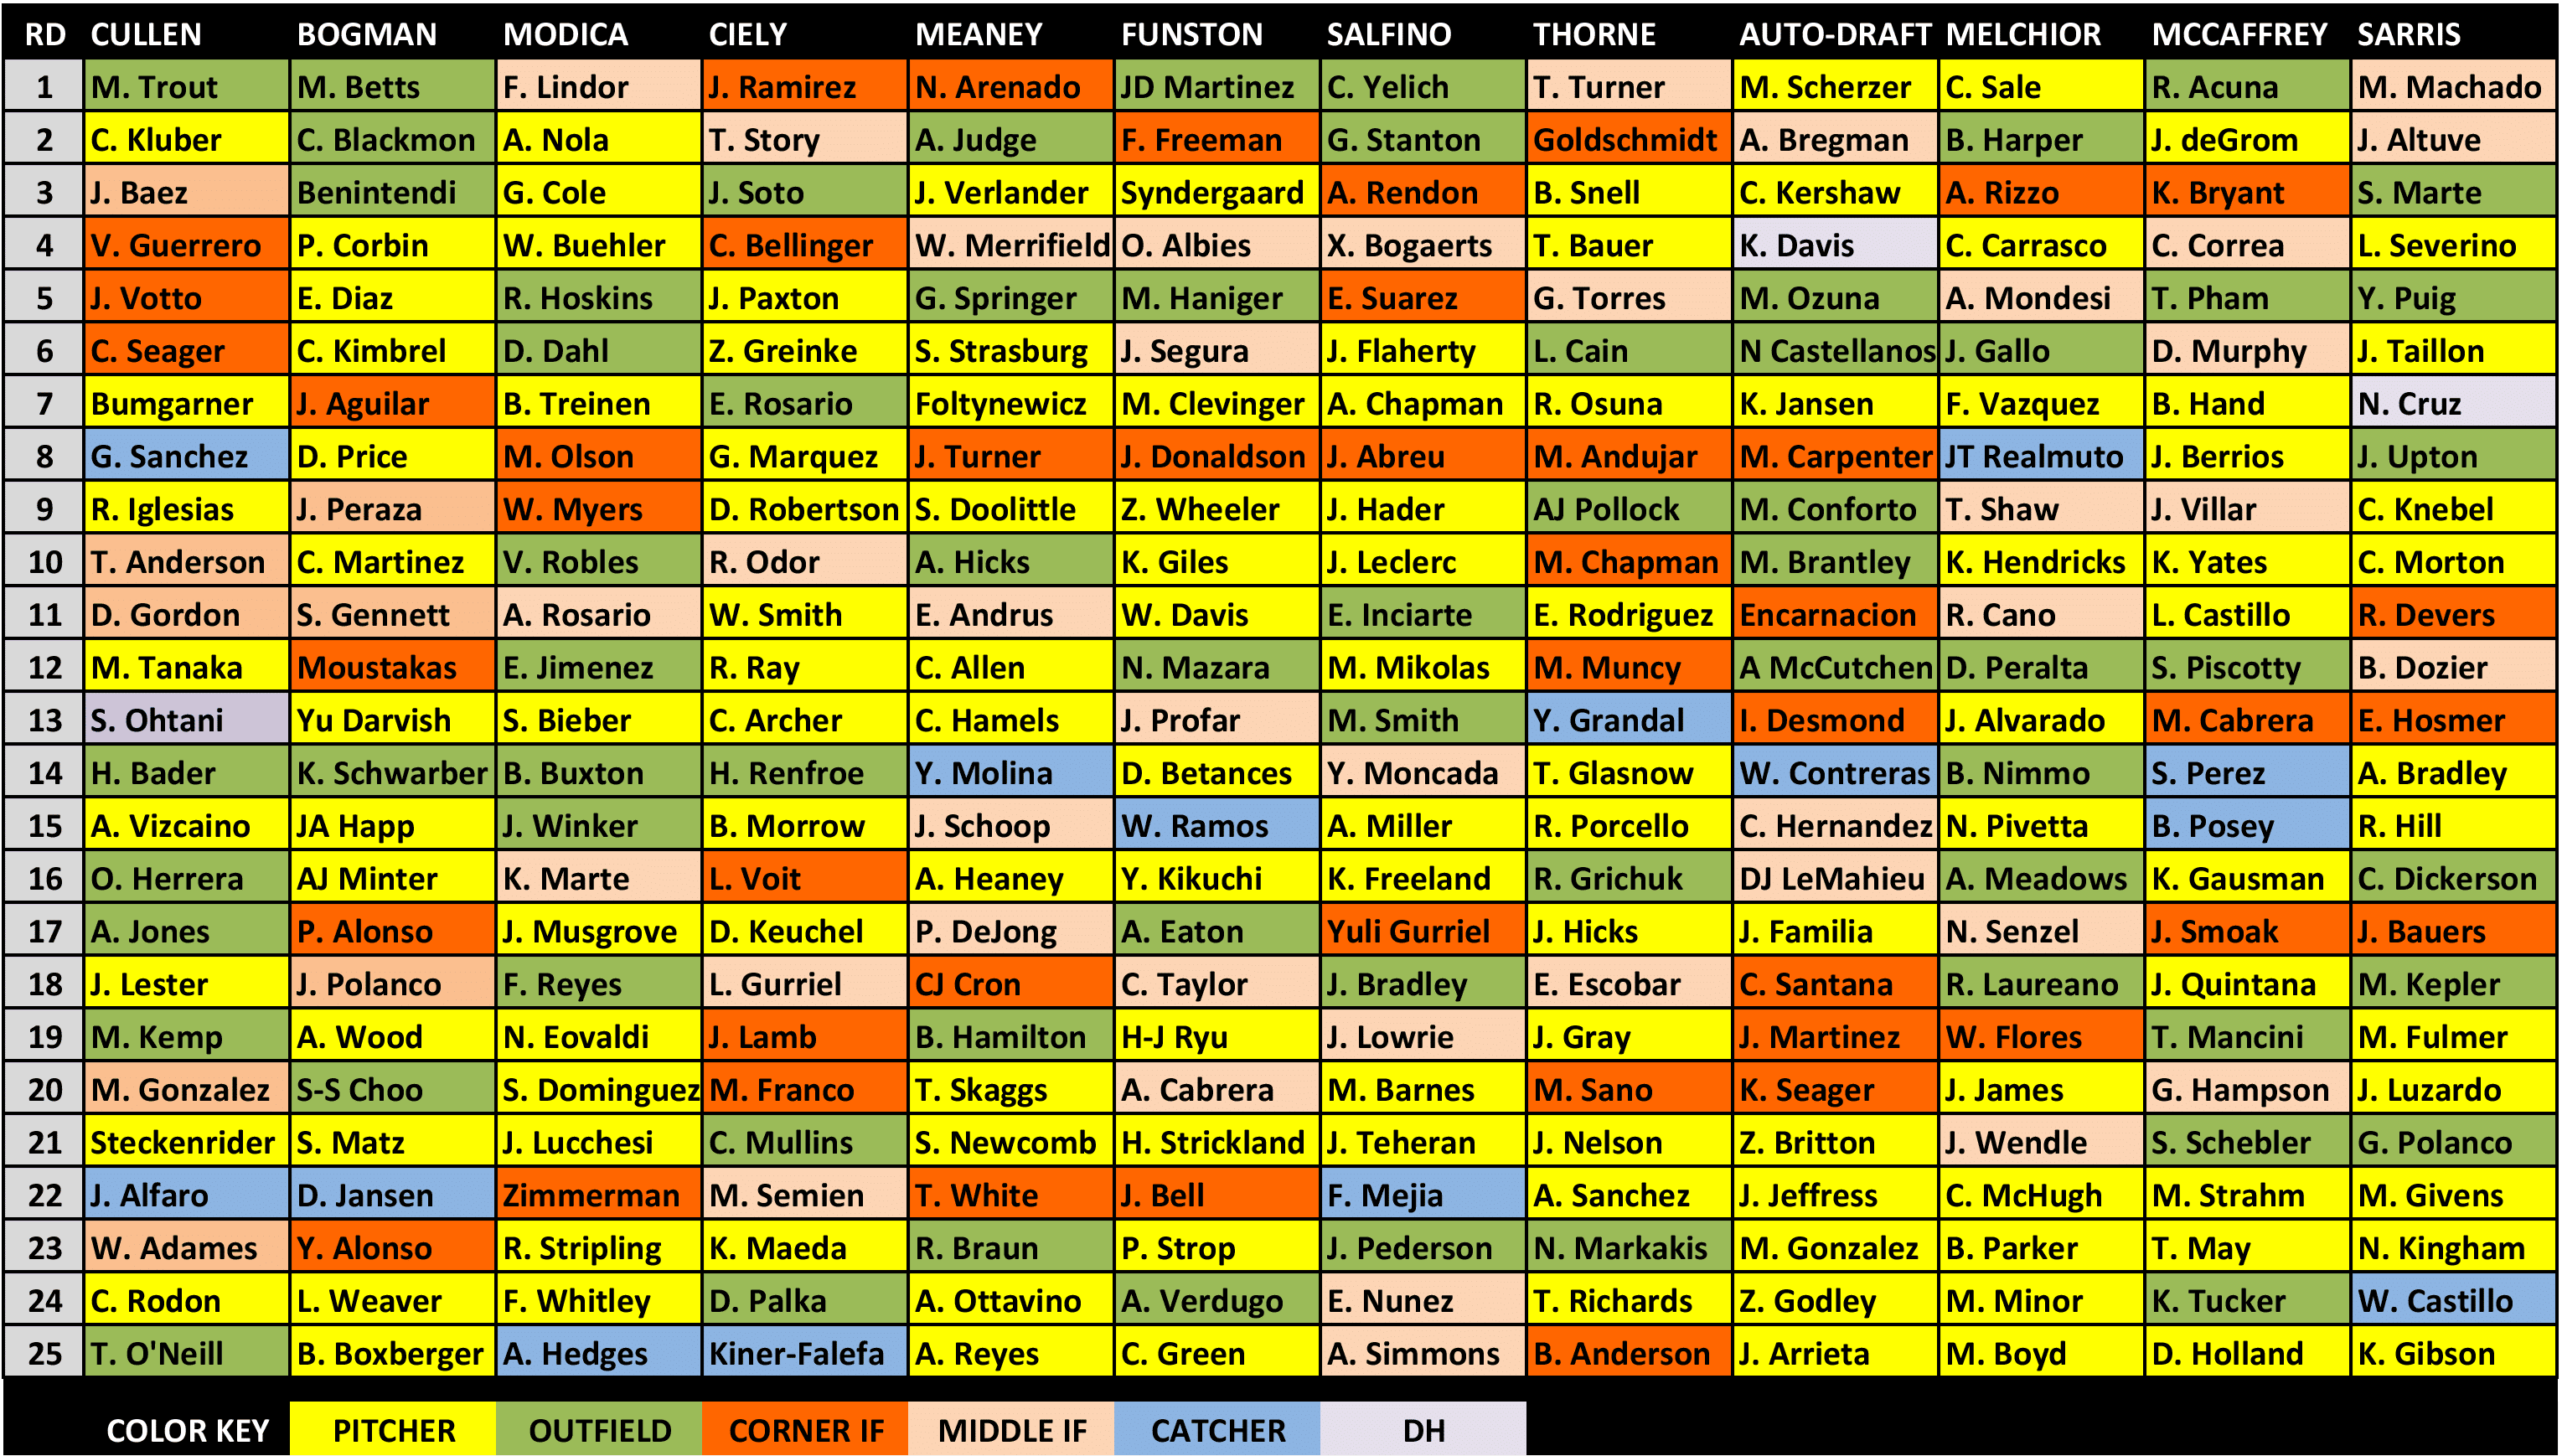 RD CULLEN BOGMAN MODICA CIELY MEANEY FUNSTON SALFINO THORNE AUTO-DRAFT MELCHIOR MCCAFFREY SARRIS
1 M. Trout M. Betts F. Lindor J. Ramirez N. Arenado JD Martinez C. Yelich T. Turner M. Scherzer C. Sale R. Acuna M. Machado
2 C. Kluber C. Blackmon A. Nola T. Story A. Judge F. Freeman G. Stanton Goldschmidt A. Bregman B. Harper J. deGrom J. Altuve
3 J. Baez Benintendi G. Cole J. Soto J. Verlander Syndergaard A. Rendon B. Snell C. Kershaw A. Rizzo K. Bryant S. Marte
4 V. Guerrero P. Corbin W. Buehler C. Bellinger W. Merrifield O. Albies X. Bogaerts T. Bauer K. Davis C. Carrasco C. Correa L. Severino
5 J. Votto E. Diaz R. Hoskins J. Paxton G. Springer M. Haniger E. Suarez G. Torres M. Ozuna A. Mondesi T. Pham Y. Puig
6 C. Seager C. Kimbrel D. Dahl Z. Greinke S. Strasburg J. Segura J. Flaherty L. Cain N Castellanos J. Gallo D. Murphy J. Taillon
7 Bumgarner J. Aguilar B. Treinen E. Rosario Foltynewicz M. Clevinger A. Chapman R. Osuna K. Jansen F. Vazquez B. Hand N. Cruz
8 G. Sanchez D. Price M. Olson G. Marquez J. Turner J. Donaldson J. Abreu M. Andujar M. Carpenter JT Realmuto J. Berrios J. Upton
9 R. Iglesias J. Peraza W. Myers D. Robertson S. Doolittle Z. Wheeler J. Hader AJ Pollock M. Conforto T. Shaw J. Villar C. Knebel
10 T. Anderson C. Martinez V. Robles R. Odor A. Hicks K. Giles J. Leclerc M. Chapman M. Brantley K. Hendricks K. Yates C. Morton
11 D. Gordon S. Gennett A. Rosario W. Smith E. Andrus W. Davis E. Inciarte E. Rodriguez Encarnacion R. Cano L. Castillo R. Devers
12 M. Tanaka Moustakas E. Jimenez R. Ray C. Allen N. Mazara M. Mikolas M. Muncy A McCutchen D. Peralta S. Piscotty B. Dozier
13 S. Ohtani Yu Darvish S. Bieber C. Archer C. Hamels J. Profar M. Smith Y. Grandal I. Desmond J. Alvarado M. Cabrera E. Hosmer
14 H. Bader K. Schwarber B. Buxton H. Renfroe Y. Molina D. Betances Y. Moncada T. Glasnow W. Contreras B. Nimmo S. Perez A. Bradley
15 A. Vizcaino JA Happ J. Winker B. Morrow J. Schoop W. Ramos A. Miller R. Porcello C. Hernandez N. Pivetta B. Posey R. Hill
16 O. Herrera AJ Minter K. Marte L. Voit A. Heaney Y. Kikuchi K. Freeland R. Grichuk DJ LeMahieu A. Meadows K. Gausman C. Dickerson
17 A. Jones P. Alonso J. Musgrove D. Keuchel P. DeJong A. Eaton Yuli Gurriel J. Hicks J. Familia N. Senzel J. Smoak J. Bauers
18 J. Lester J. Polanco F. Reyes L. Gurriel CJ Cron C. Taylor J. Bradley E. Escobar C. Santana R. Laureano J. Quintana M. Kepler
19 M. Kemp A. Wood N. Eovaldi J. Lamb B. Hamilton H-J Ryu J. Lowrie J. Gray J. Martinez W. Flores T. Mancini M. Fulmer
20 M. Gonzalez S-S Choo S. Dominguez M. Franco T. Skaggs A. Cabrera M. Barnes M. Sano K. Seager J. James G. Hampson J. Luzardo
21 Steckenrider S. Matz J. Lucchesi C. Mullins S. Newcomb H. Strickland J. Teheran J. Nelson Z. Britton J. Wendle S. Schebler G. Polanco
22 J. Alfaro D. Jansen Zimmerman M. Semien T. White J. Bell F. Mejia A. Sanchez J. Jeffress C. McHugh M. Strahm M. Givens
23 W. Adames Y. Alonso R. Stripling K. Maeda R. Braun P. Strop J. Pederson N. Markakis M. Gonzalez B. Parker T. May N. Kingham
24 C. Rodon L. Weaver F. Whitley D. Palka A. Ottavino A. Verdugo E. Nunez T. Richards Z. Godley M. Minor K. Tucker W. Castillo
25 T. O'Neill B. Boxberger A. Hedges Kiner-Falefa A. Reyes C. Green A. Simmons B. Anderson J. Arrieta M. Boyd D. Holland K. Gibson
COLOR KEY PITCHER OUTFIELD CORNER IF MIDDLE IF CATCHER DH